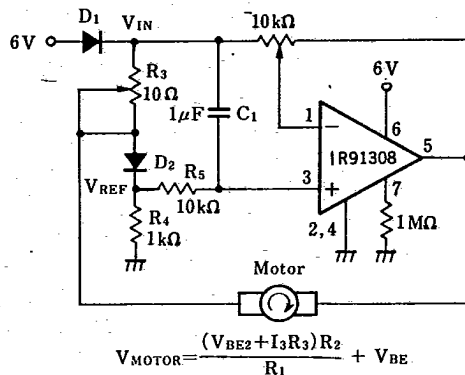 D1
VIN
10kΩ
6V
R3
10Ω
6V
1μF C1
1
6
5
D2
IR91308
VREF
R5
3
7
10kΩ
R4
1kΩ
2,4
1MΩ
Motor
VMOTOR=(VBE2+I3R3)R2/R1 + VBE